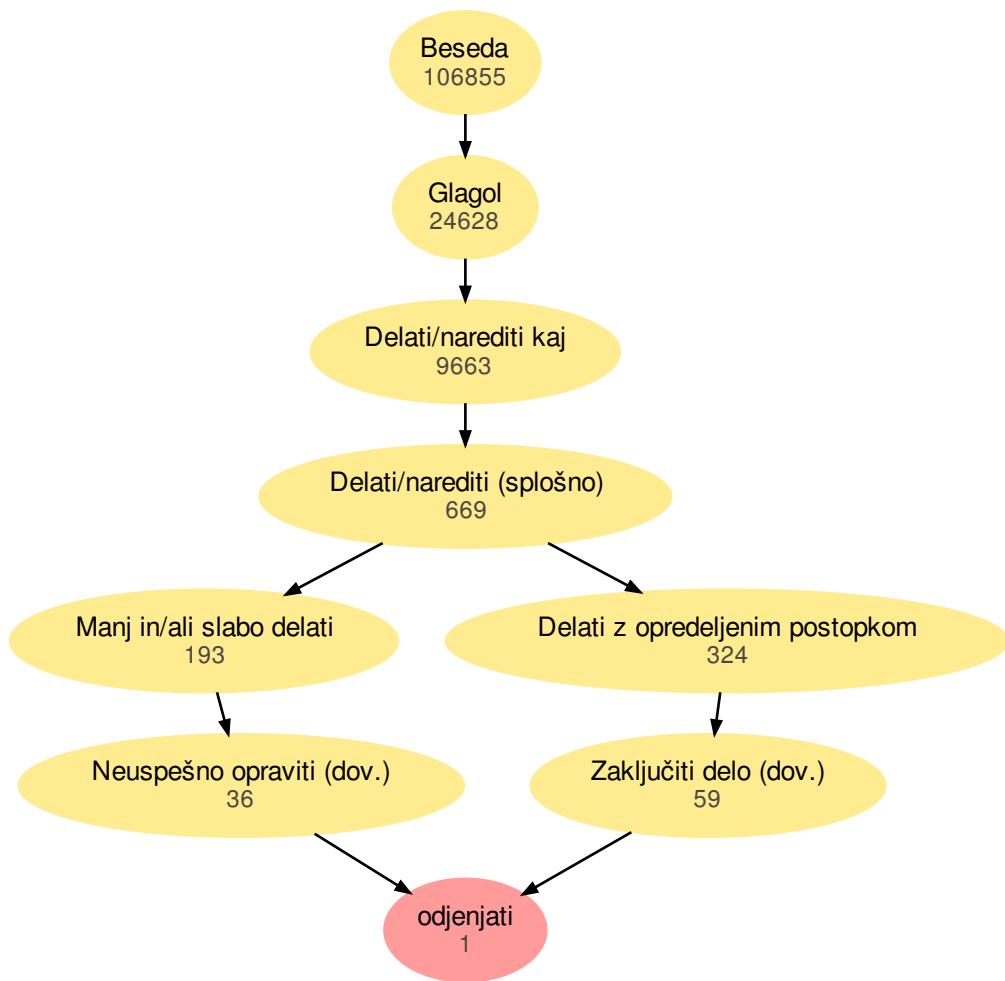 Beseda
106855
Glagol
24628
Delati/narediti kaj
9663
Delati/narediti (splošno)
669
Manj in/ali slabo delati
193
Delati z opredeljenim postopkom
324
Neuspešno opraviti (dov.)
36
Zaključiti delo (dov.)
59
odjenjati
1